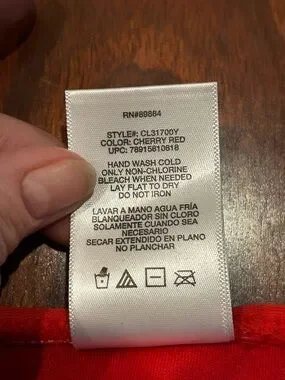 RN#89884
STYLE#: CL31700Y
COLOR: CHERRY RED
UPC: 78915810618
HAND WASH COLD
ONLY NON-CHLORINE
BLEACH WHEN NEEDED
LAY FLAT TO DRY
DO NOT IRON
LAVAR A MANO AGUA FRÍA
BLANQUEADOR SIN CLORO
SOLAMENTE CUANDO SEA
NECESARIO
SECAR EXTENDIDO EN PLANO
NO PLANCHAR